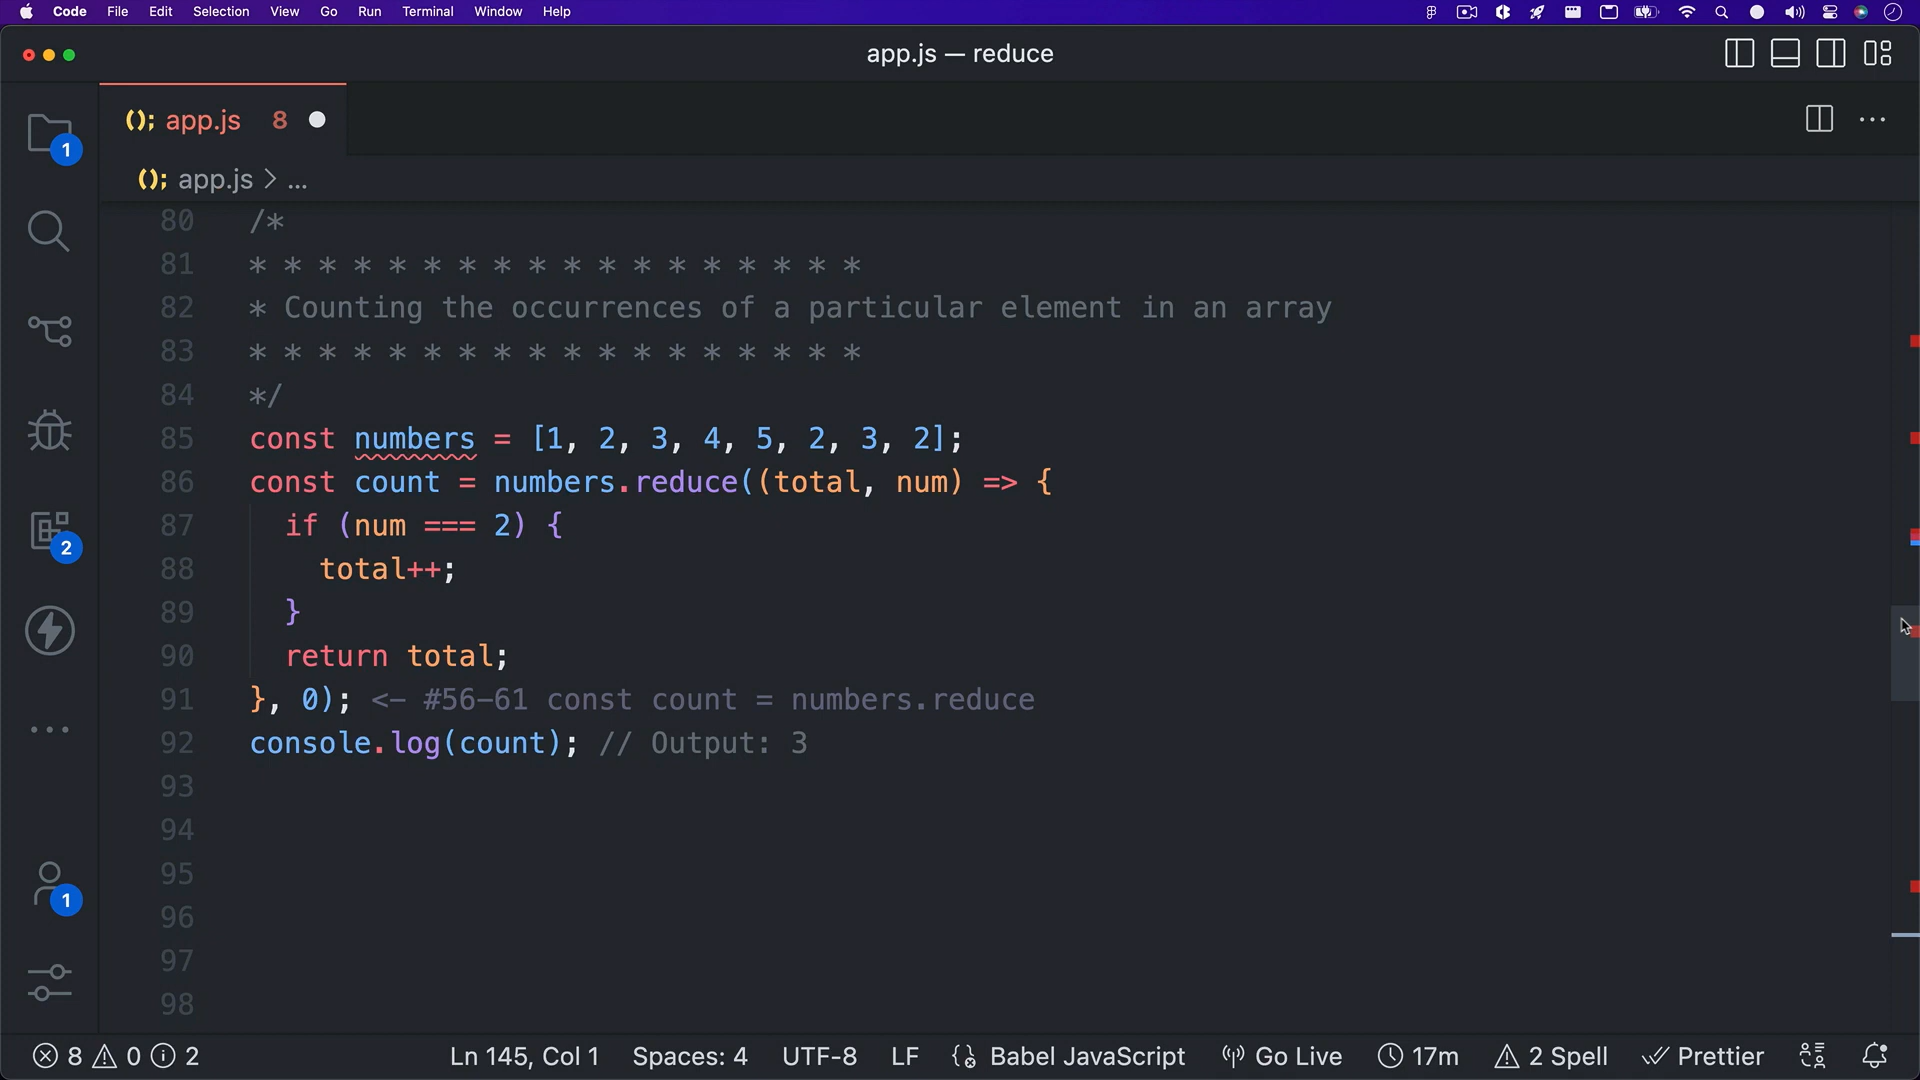 Code File Edit Selection View Go Run Terminal Window Help
app.js — reduce
(); app.js 8
(); app.js > ...
80 /*
81 * * * * * * * * * * * * * * * * * *
82 * Counting the occurrences of a particular element in an array
83 * * * * * * * * * * * * * * * * * *
84 */
85 const numbers = [1, 2, 3, 4, 5, 2, 3, 2];
86 const count = numbers.reduce((total, num) => {
87 if (num === 2) {
88 total++;
89 }
90 return total;
91 }, 0); <- #56-61 const count = numbers.reduce
92 console.log(count); // Output: 3
93
94
95
96
97
98
1
2
1
8 0 2 Ln 145, Col 1 Spaces: 4 UTF-8 LF Babel JavaScript Go Live 17m 2 Spell Prettier